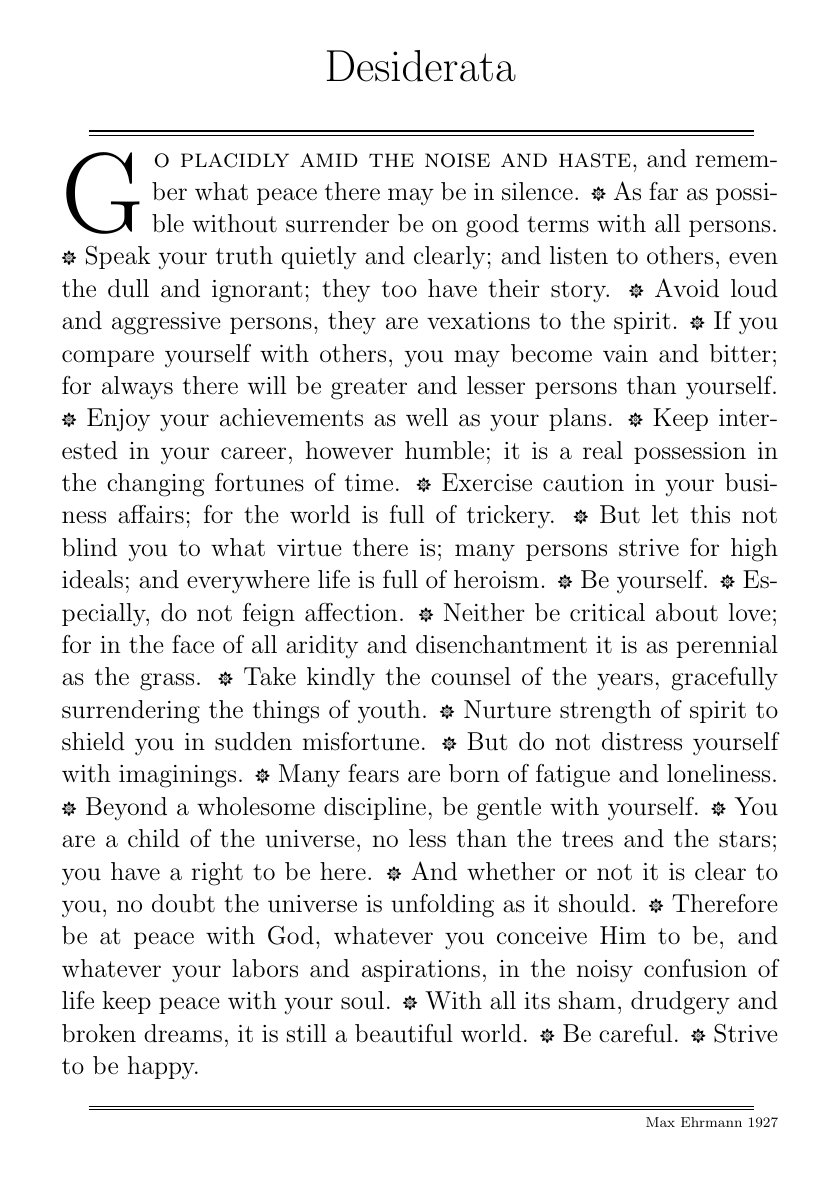 Desiderata
GO PLACIDLY AMID THE NOISE AND HASTE, and remem-
ber what peace there may be in silence. ❁ As far as possi-
ble without surrender be on good terms with all persons.
❁ Speak your truth quietly and clearly; and listen to others, even
the dull and ignorant; they too have their story. ❁ Avoid loud
and aggressive persons, they are vexations to the spirit. ❁ If you
compare yourself with others, you may become vain and bitter;
for always there will be greater and lesser persons than yourself.
❁ Enjoy your achievements as well as your plans. ❁ Keep inter-
ested in your career, however humble; it is a real possession in
the changing fortunes of time. ❁ Exercise caution in your busi-
ness affairs; for the world is full of trickery. ❁ But let this not
blind you to what virtue there is; many persons strive for high
ideals; and everywhere life is full of heroism. ❁ Be yourself. ❁ Es-
pecially, do not feign affection. ❁ Neither be critical about love;
for in the face of all aridity and disenchantment it is as perennial
as the grass. ❁ Take kindly the counsel of the years, gracefully
surrendering the things of youth. ❁ Nurture strength of spirit to
shield you in sudden misfortune. ❁ But do not distress yourself
with imaginings. ❁ Many fears are born of fatigue and loneliness.
❁ Beyond a wholesome discipline, be gentle with yourself. ❁ You
are a child of the universe, no less than the trees and the stars;
you have a right to be here. ❁ And whether or not it is clear to
you, no doubt the universe is unfolding as it should. ❁ Therefore
be at peace with God, whatever you conceive Him to be, and
whatever your labors and aspirations, in the noisy confusion of
life keep peace with your soul. ❁ With all its sham, drudgery and
broken dreams, it is still a beautiful world. ❁ Be careful. ❁ Strive
to be happy.
Max Ehrmann 1927